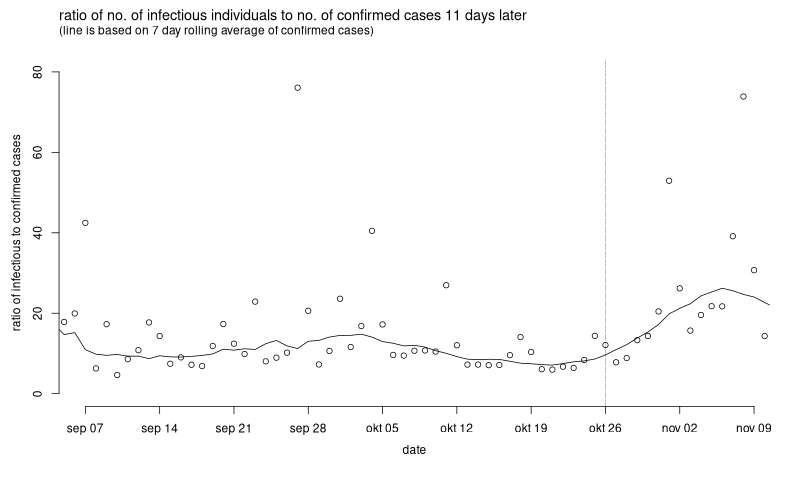 ratio of no. of infectious individuals to no. of confirmed cases 11 days later
(line is based on 7 day rolling average of confirmed cases)
ratio of infectious to confirmed cases
80
60
40
20
0
sep 07 sep 14 sep 21 sep 28 okt 05 okt 12 okt 19 okt 26 nov 02 nov 09
date